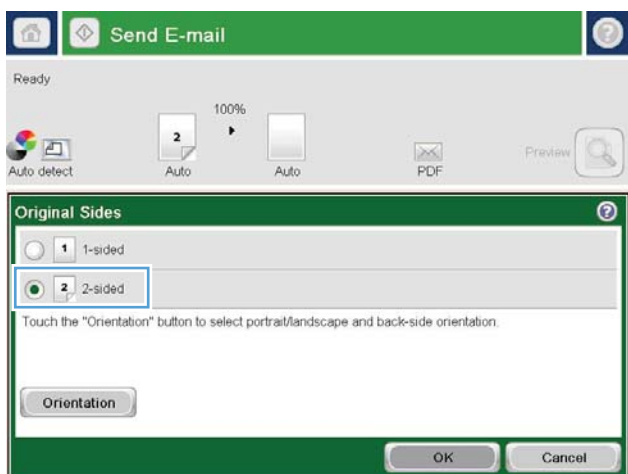 Send E-mail
?
Ready
100%
2
Auto detect
Auto
Auto
PDF
Preview
Original Sides
?
1 1-sided
2 2-sided
Touch the "Orientation" button to select portrait/landscape and back-side orientation.
Orientation
OK
Cancel